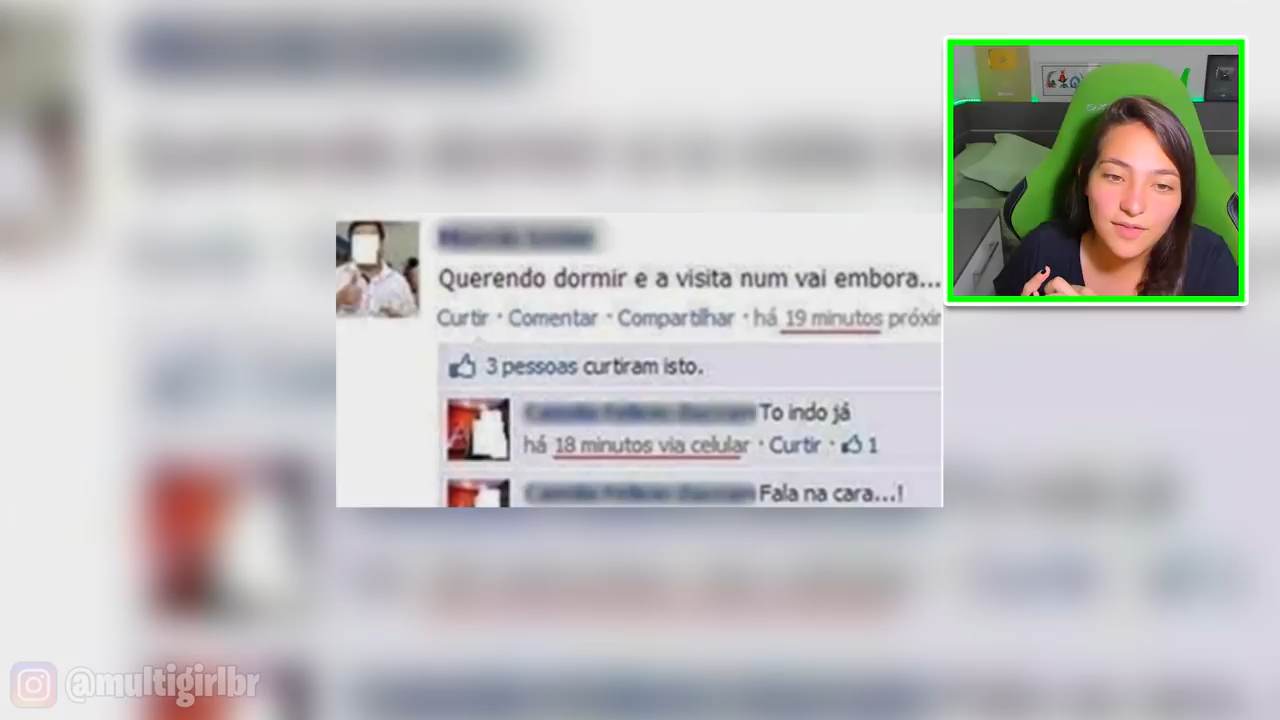 Querendo dormir e a visita num vai embora...
Curtir · Comentar · Compartilhar · há 19 minutos próxin
3 pessoas curtiram isto.
To indo já
há 18 minutos via celular · Curtir · 1
Fala na cara...!
@multigirlbr